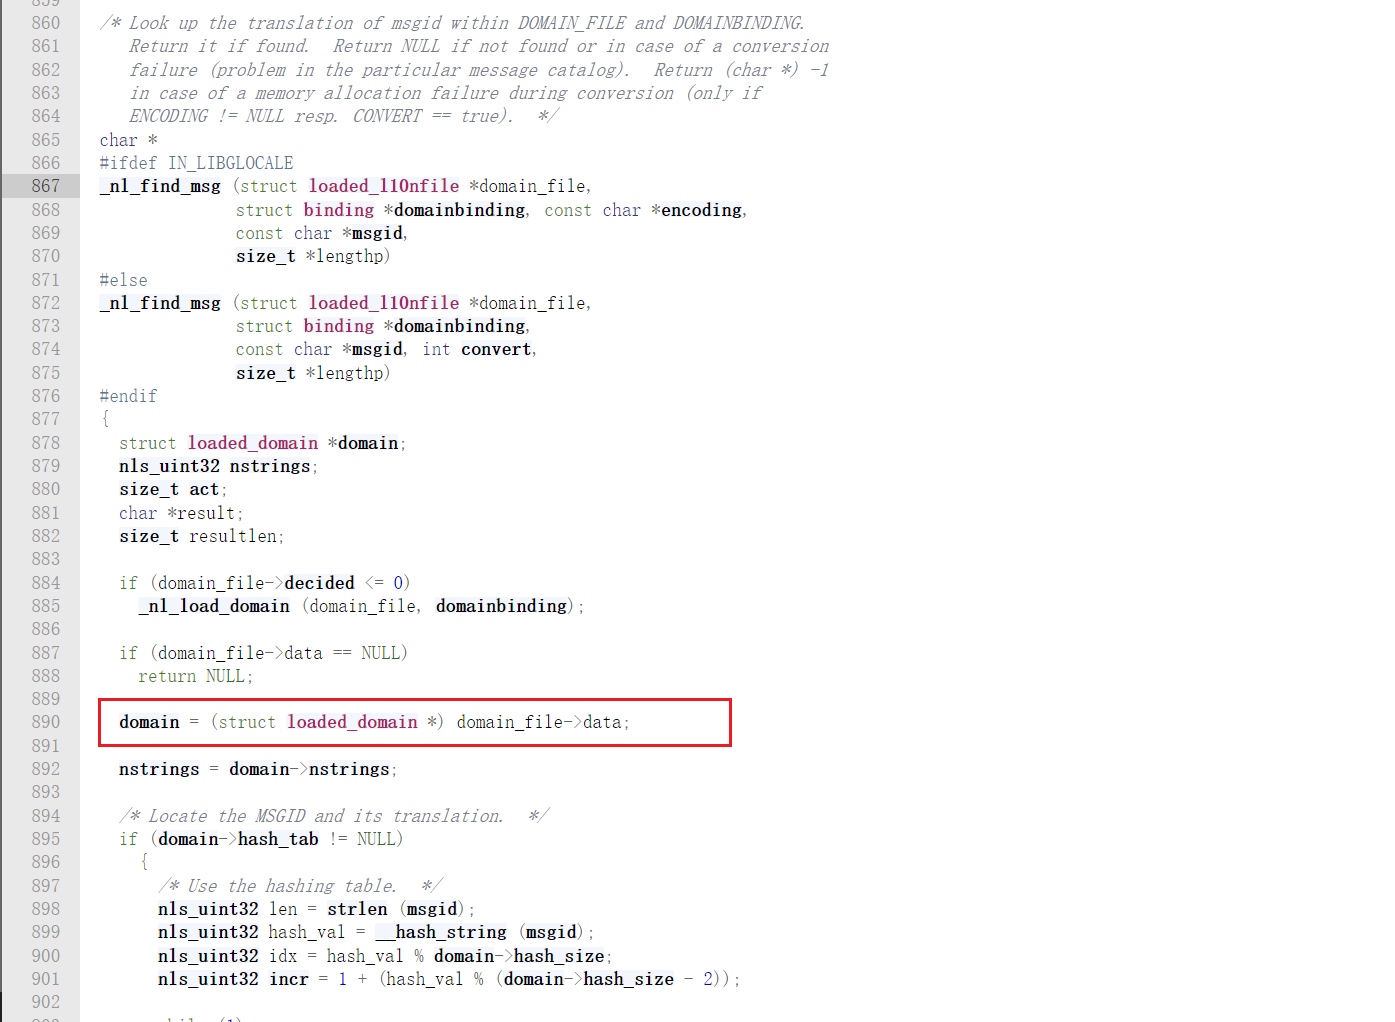 860 /* Look up the translation of msgid within DOMAIN_FILE and DOMAINBINDING.
861 Return it if found.  Return NULL if not found or in case of a conversion
862 failure (problem in the particular message catalog).  Return (char *) -1
863 in case of a memory allocation failure during conversion (only if
864 ENCODING != NULL resp. CONVERT == true).  */
865 char *
866 #ifdef IN_LIBGLOCALE
867 _nl_find_msg (struct loaded_l10nfile *domain_file,
868 struct binding *domainbinding, const char *encoding,
869 const char *msgid,
870 size_t *lengthp)
871 #else
872 _nl_find_msg (struct loaded_l10nfile *domain_file,
873 struct binding *domainbinding,
874 const char *msgid, int convert,
875 size_t *lengthp)
876 #endif
877 {
878 struct loaded_domain *domain;
879 nls_uint32 nstrings;
880 size_t act;
881 char *result;
882 size_t resultlen;
883
884 if (domain_file->decided <= 0)
885 _nl_load_domain (domain_file, domainbinding);
886
887 if (domain_file->data == NULL)
888 return NULL;
889
890 domain = (struct loaded_domain *) domain_file->data;
891
892 nstrings = domain->nstrings;
893
894 /* Locate the MSGID and its translation.  */
895 if (domain->hash_tab != NULL)
896 {
897 /* Use the hashing table.  */
898 nls_uint32 len = strlen (msgid);
899 nls_uint32 hash_val = __hash_string (msgid);
900 nls_uint32 idx = hash_val % domain->hash_size;
901 nls_uint32 incr = 1 + (hash_val % (domain->hash_size - 2));
902